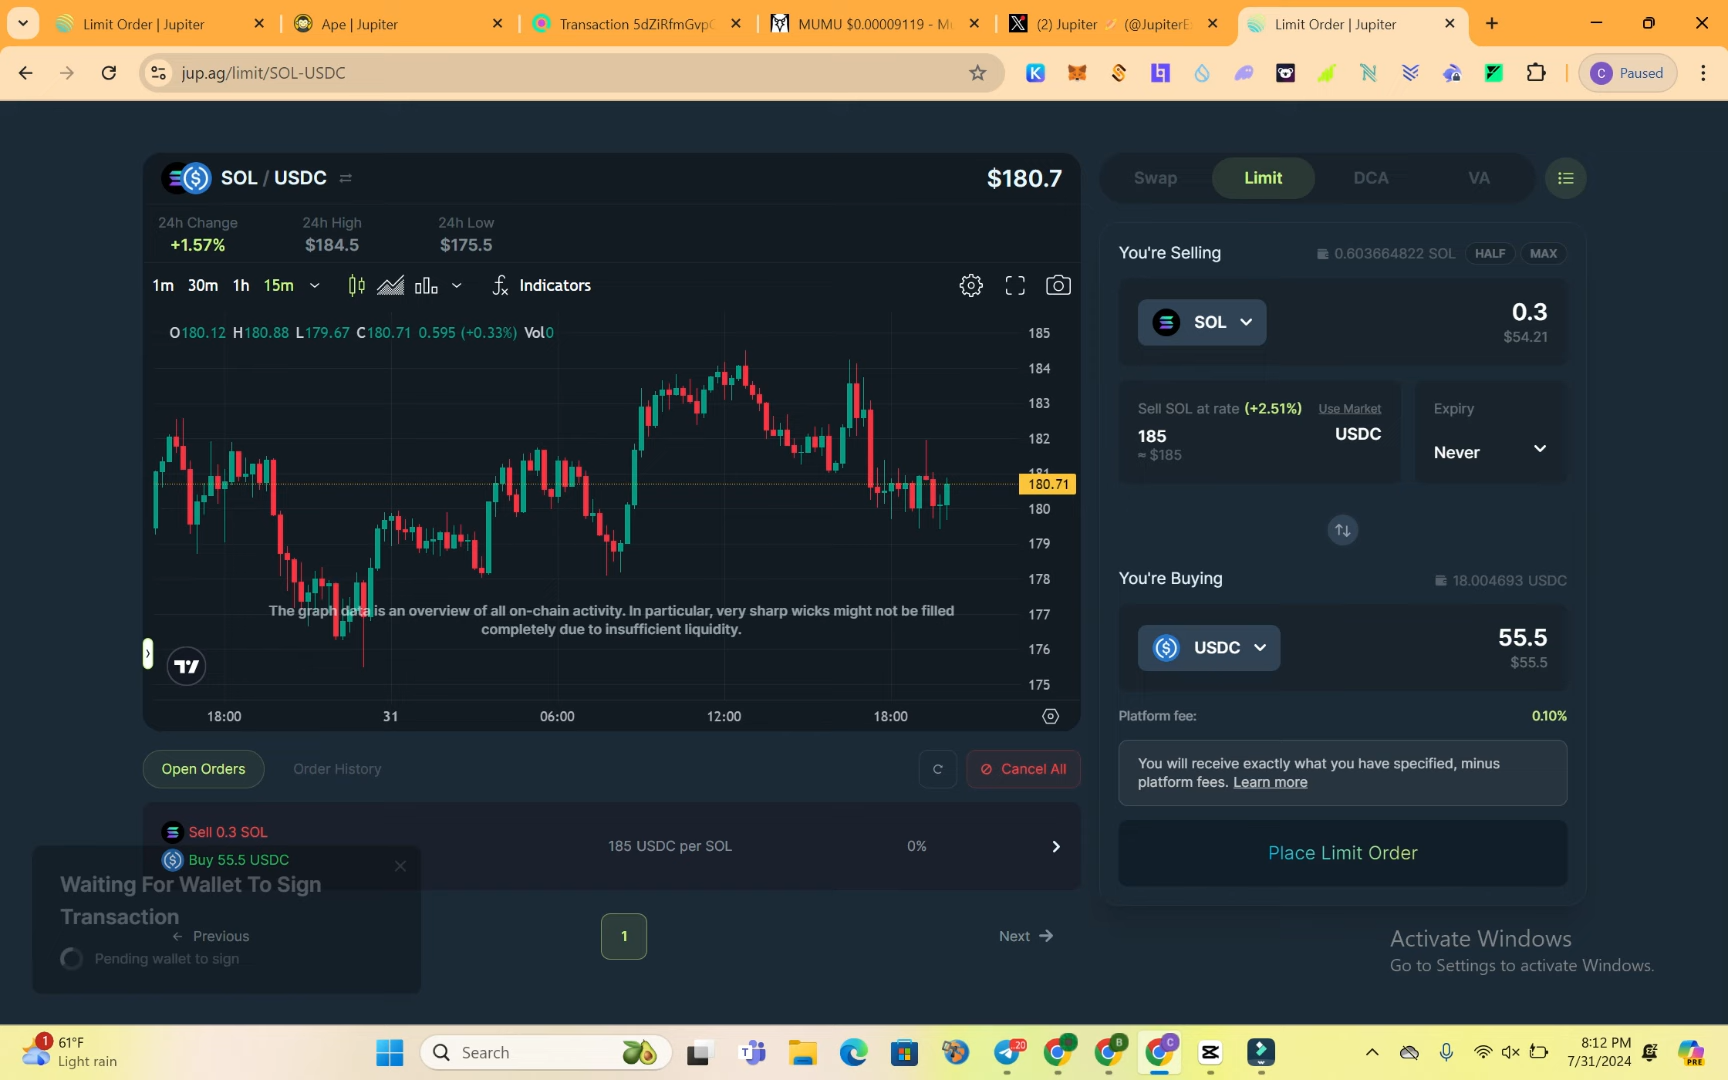 Limit Order | Jupiter
Ape | Jupiter
Transaction 5dZiRfmGvpC
MUMU $0.00009119 - Mu
(2) Jupiter 🪐 (@JupiterE
Limit Order | Jupiter
jup.ag/limit/SOL-USDC
C Paused
SOL / USDC
$180.7
24h Change
24h High
24h Low
+1.57%
$184.5
$175.5
1m 30m 1h 15m
Indicators
O180.12 H180.88 L179.67 C180.71 0.595 (+0.33%) Vol0
185
184
183
182
181
180.71
180
179
178
177
176
175
The graph data is an overview of all on-chain activity. In particular, very sharp wicks might not be filled
completely due to insufficient liquidity.
18:00
31
06:00
12:00
18:00
Open Orders
Order History
Cancel All
Sell 0.3 SOL
Buy 55.5 USDC
185 USDC per SOL
0%
Waiting For Wallet To Sign
Transaction
Pending wallet to sign
Previous
1
Next
Swap
Limit
DCA
VA
You're Selling
0.603664822 SOL
HALF
MAX
SOL
0.3
$54.21
Sell SOL at rate (+2.51%)
Use Market
185
USDC
≈ $185
Expiry
Never
You're Buying
18.004693 USDC
USDC
55.5
$55.5
Platform fee:
0.10%
You will receive exactly what you have specified, minus
platform fees. Learn more
Place Limit Order
Activate Windows
Go to Settings to activate Windows.
1
61°F
Light rain
Search
20
8:12 PM
7/31/2024
PRE